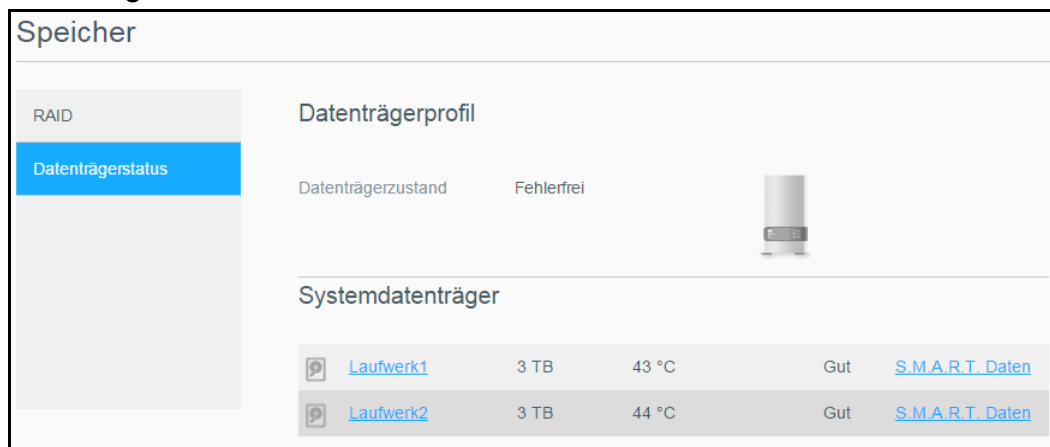 Speicher
RAID
Datenträgerstatus
Datenträgerprofil
Datenträgerzustand Fehlerfrei
Systemdatenträger
Laufwerk1 3 TB 43 °C Gut S.M.A.R.T. Daten
Laufwerk2 3 TB 44 °C Gut S.M.A.R.T. Daten